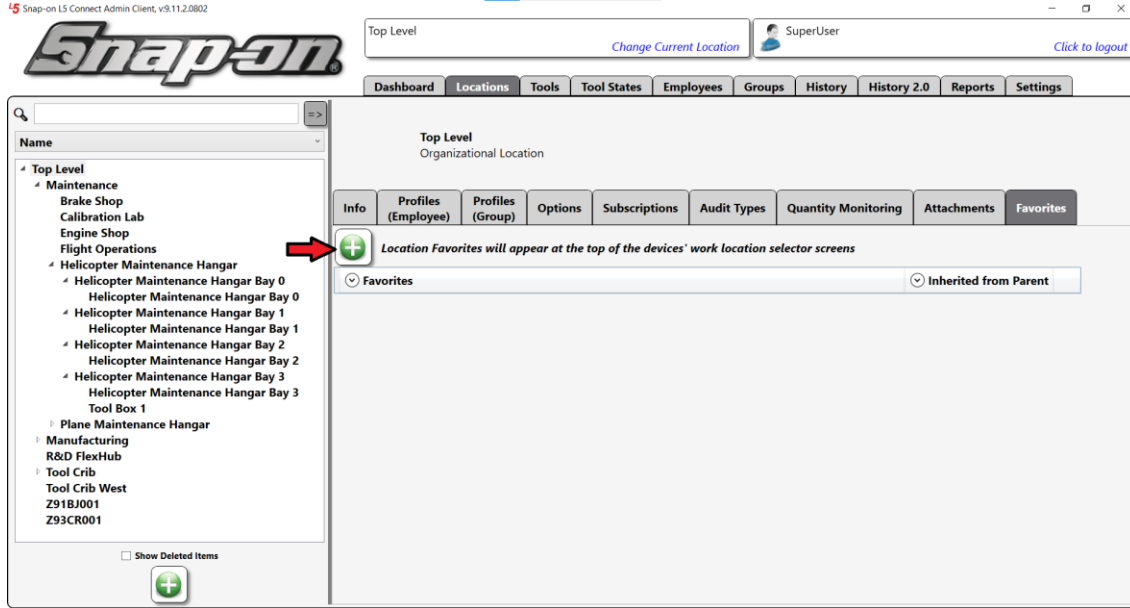 L5 Snap-on L5 Connect Admin Client, v:9.11.2.0802
Snap-on®
Top Level
Change Current Location
SuperUser
Click to logout
Dashboard Locations Tools Tool States Employees Groups History History 2.0 Reports Settings
=>
Name
Top Level
Maintenance
Brake Shop
Calibration Lab
Engine Shop
Flight Operations
Helicopter Maintenance Hangar
Helicopter Maintenance Hangar Bay 0
Helicopter Maintenance Hangar Bay 0
Helicopter Maintenance Hangar Bay 1
Helicopter Maintenance Hangar Bay 1
Helicopter Maintenance Hangar Bay 2
Helicopter Maintenance Hangar Bay 2
Helicopter Maintenance Hangar Bay 3
Helicopter Maintenance Hangar Bay 3
Tool Box 1
Plane Maintenance Hangar
Manufacturing
R&D FlexHub
Tool Crib
Tool Crib West
Z91BJ001
Z93CR001
Show Deleted Items
Top Level
Organizational Location
Info Profiles (Employee) Profiles (Group) Options Subscriptions Audit Types Quantity Monitoring Attachments Favorites
Location Favorites will appear at the top of the devices' work location selector screens
Favorites Inherited from Parent